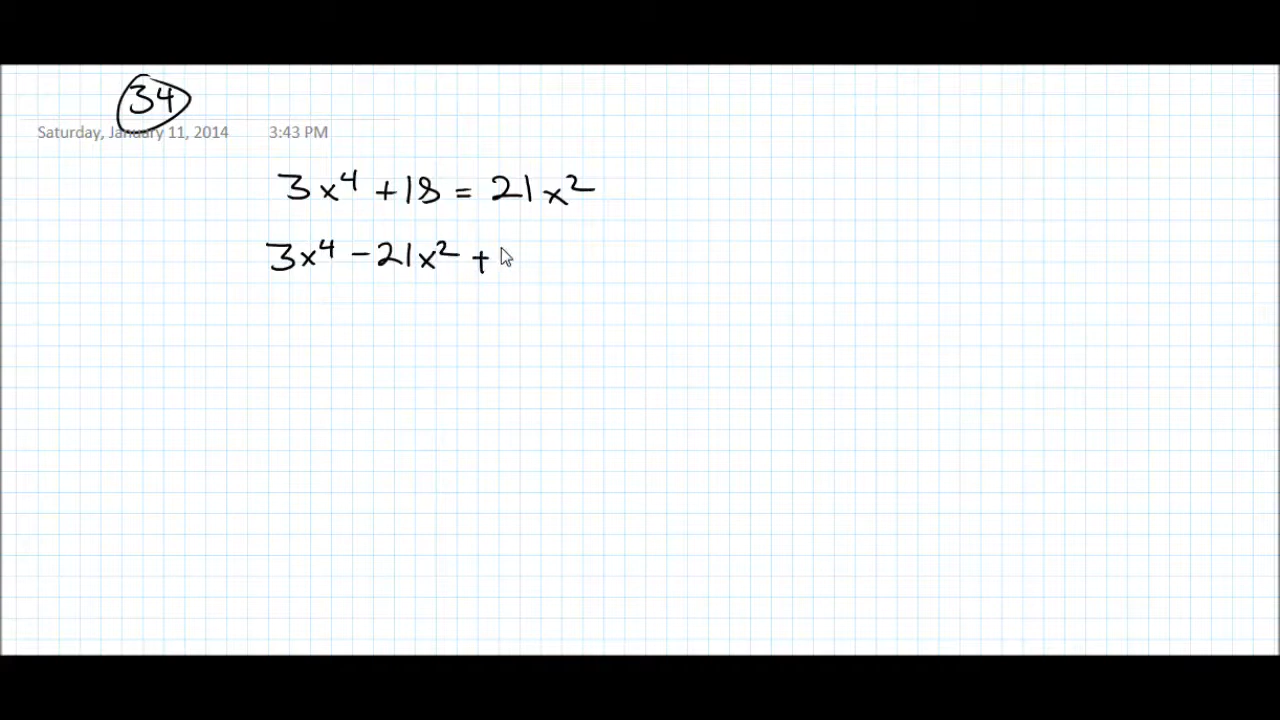 34
Saturday, January 11, 2014 3:43 PM
3x⁴ + 18 = 21x²
3x⁴ - 21x² +